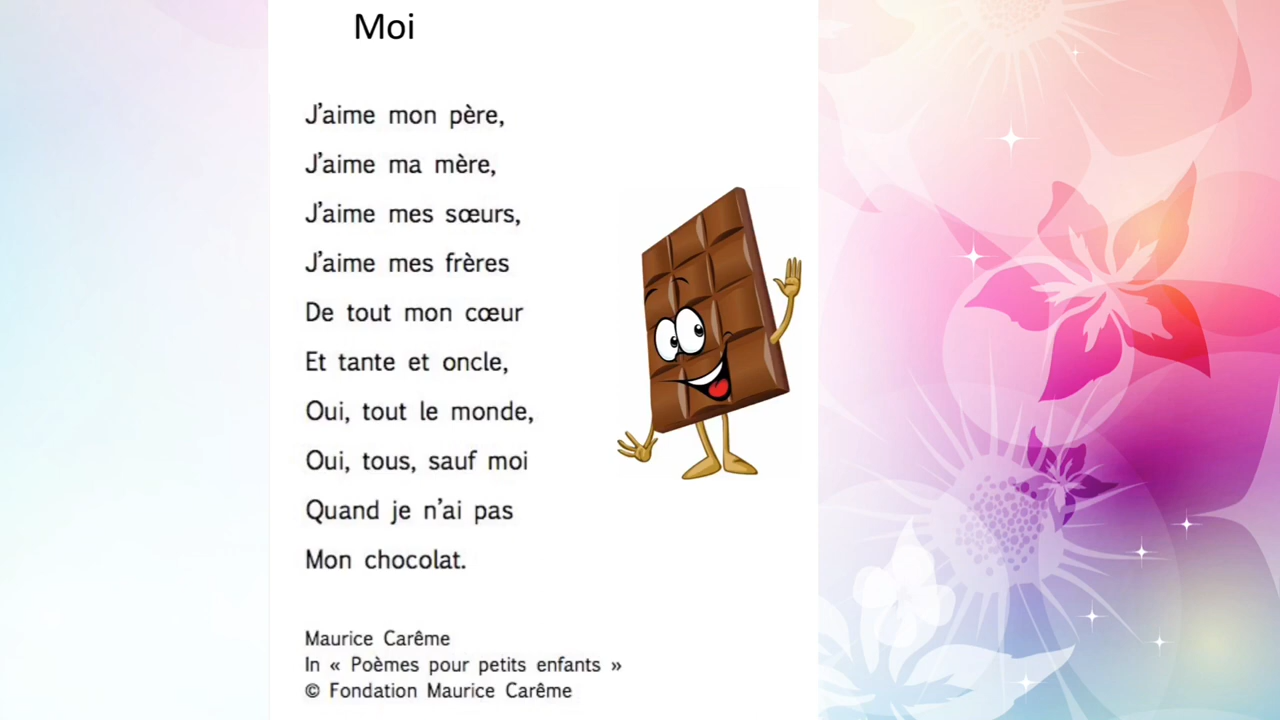 Moi
J'aime mon père,
J'aime ma mère,
J'aime mes sœurs,
J'aime mes frères
De tout mon cœur
Et tante et oncle,
Oui, tout le monde,
Oui, tous, sauf moi
Quand je n'ai pas
Mon chocolat.
Maurice Carême
In « Poèmes pour petits enfants »
© Fondation Maurice Carême